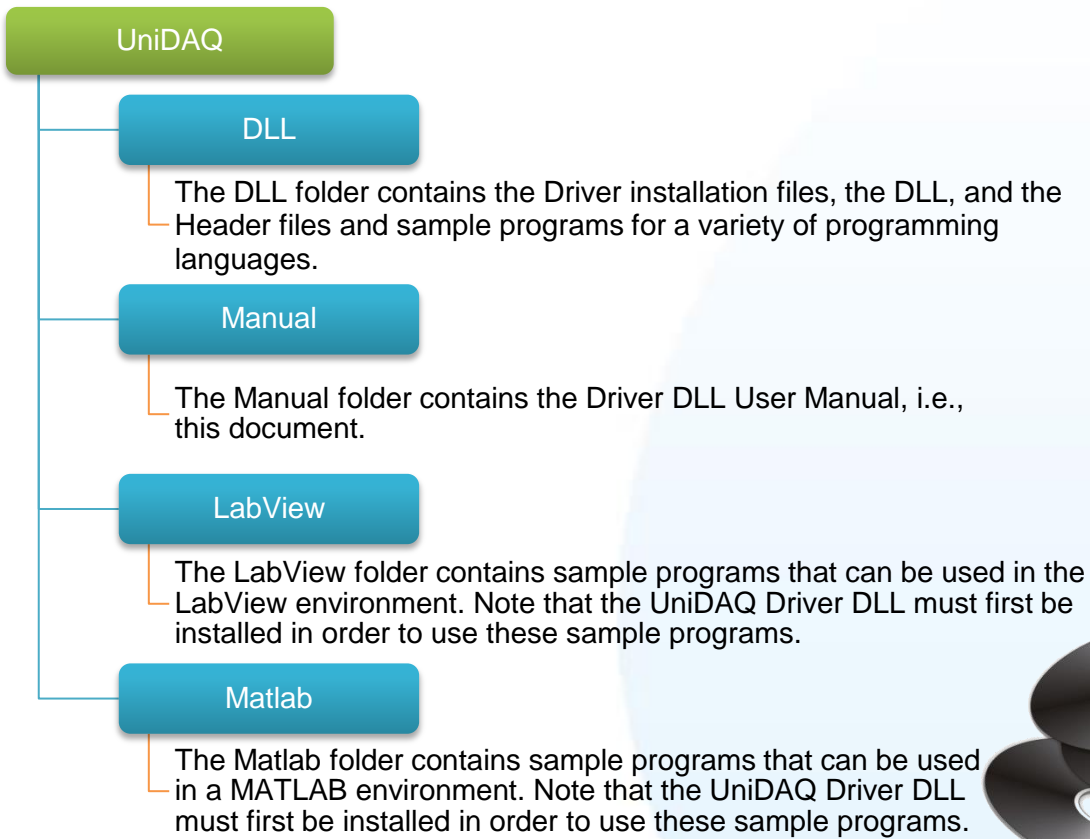 UniDAQ
DLL
The DLL folder contains the Driver installation files, the DLL, and the
Header files and sample programs for a variety of programming
languages.
Manual
The Manual folder contains the Driver DLL User Manual, i.e.,
this document.
LabView
The LabView folder contains sample programs that can be used in the
LabView environment. Note that the UniDAQ Driver DLL must first be
installed in order to use these sample programs.
Matlab
The Matlab folder contains sample programs that can be used
in a MATLAB environment. Note that the UniDAQ Driver DLL
must first be installed in order to use these sample programs.